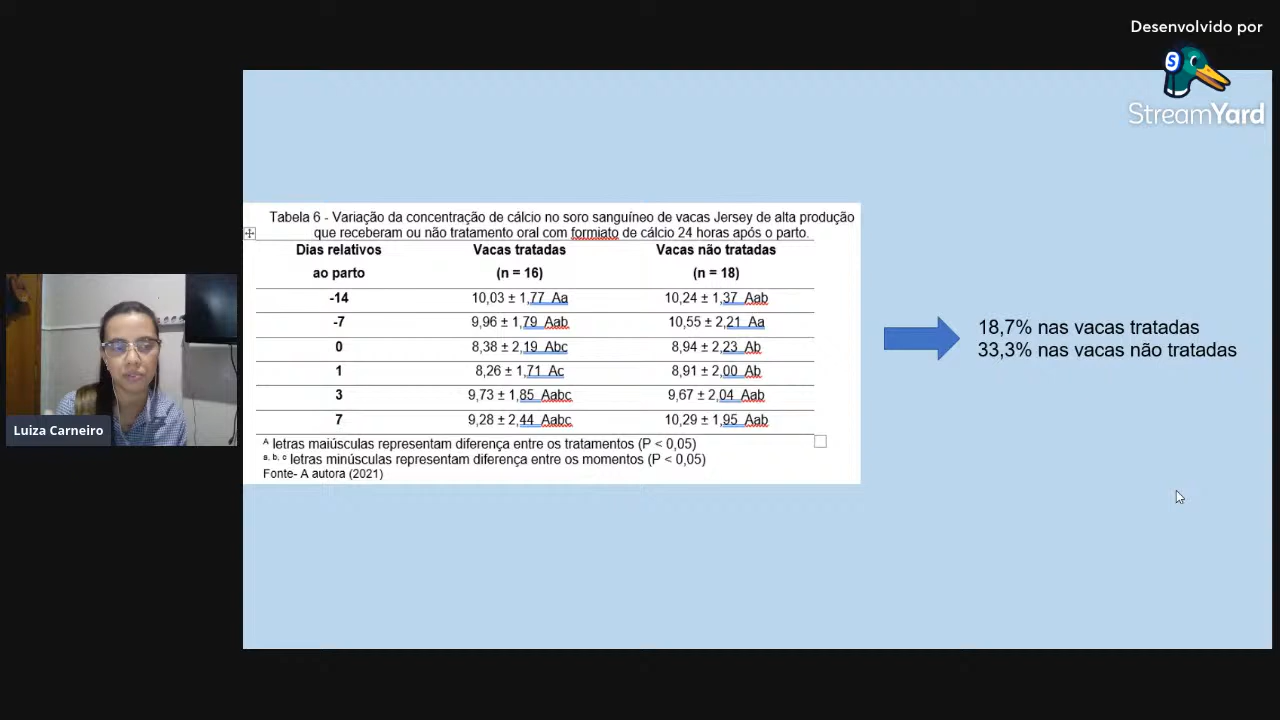 Desenvolvido por
S
StreamYard
Tabela 6 - Variação da concentração de cálcio no soro sanguíneo de vacas Jersey de alta produção
que receberam ou não tratamento oral com formiato de cálcio 24 horas após o parto.
Dias relativos ao parto Vacas tratadas (n = 16) Vacas não tratadas (n = 18)
-14 10,03 ± 1,77 Aa 10,24 ± 1,37 Aab
-7 9,96 ± 1,79 Aab 10,55 ± 2,21 Aa
0 8,38 ± 2,19 Abc 8,94 ± 2,23 Ab
1 8,26 ± 1,71 Ac 8,91 ± 2,00 Ab
3 9,73 ± 1,85 Aabc 9,67 ± 2,04 Aab
7 9,28 ± 2,44 Aabc 10,29 ± 1,95 Aab
A letras maiúsculas representam diferença entre os tratamentos (P < 0,05)
a, b, c letras minúsculas representam diferença entre os momentos (P < 0,05)
Fonte- A autora (2021)
18,7% nas vacas tratadas
33,3% nas vacas não tratadas
Luiza Carneiro